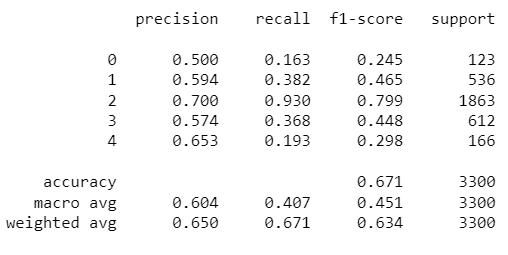 precision recall f1-score support
0 0.500 0.163 0.245 123
1 0.594 0.382 0.465 536
2 0.700 0.930 0.799 1863
3 0.574 0.368 0.448 612
4 0.653 0.193 0.298 166
accuracy 0.671 3300
macro avg 0.604 0.407 0.451 3300
weighted avg 0.650 0.671 0.634 3300